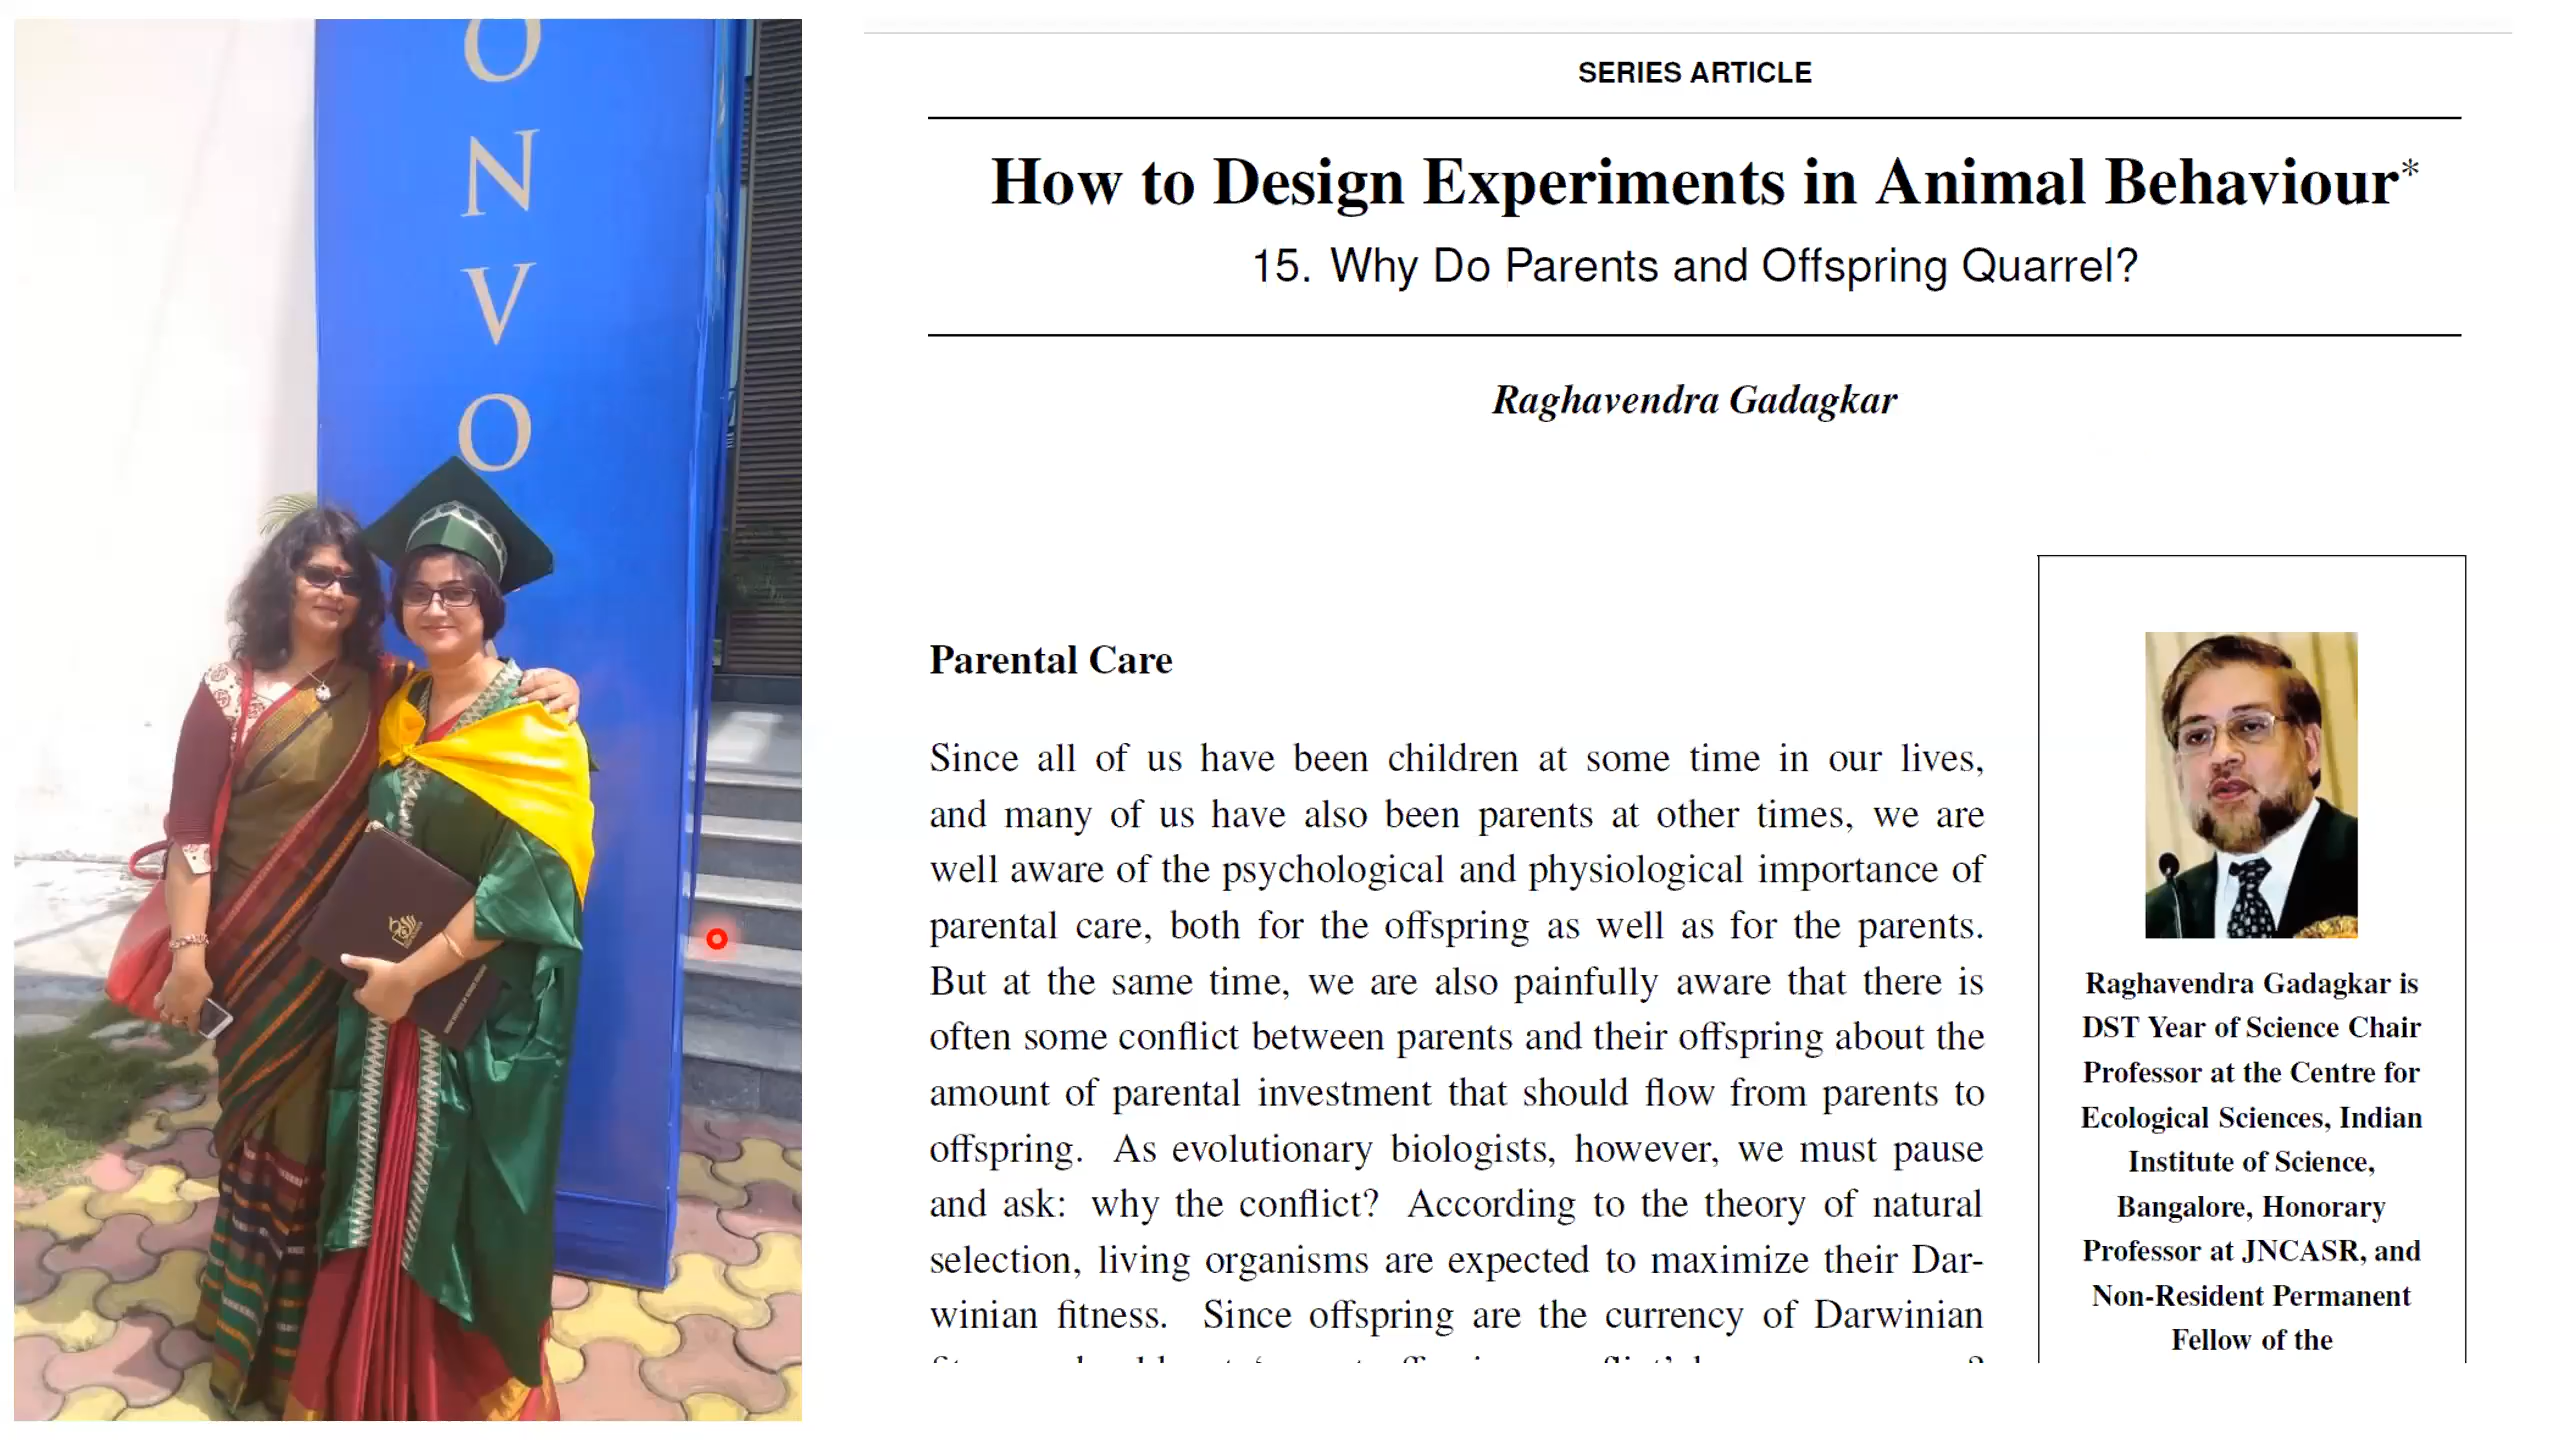 O
N
V
O
SERIES ARTICLE
How to Design Experiments in Animal Behaviour*
15. Why Do Parents and Offspring Quarrel?
Raghavendra Gadagkar
Parental Care
Since all of us have been children at some time in our lives,
and many of us have also been parents at other times, we are
well aware of the psychological and physiological importance of
parental care, both for the offspring as well as for the parents.
But at the same time, we are also painfully aware that there is
often some conflict between parents and their offspring about the
amount of parental investment that should flow from parents to
offspring. As evolutionary biologists, however, we must pause
and ask: why the conflict? According to the theory of natural
selection, living organisms are expected to maximize their Dar-
winian fitness. Since offspring are the currency of Darwinian
Raghavendra Gadagkar is
DST Year of Science Chair
Professor at the Centre for
Ecological Sciences, Indian
Institute of Science,
Bangalore, Honorary
Professor at JNCASR, and
Non-Resident Permanent
Fellow of the